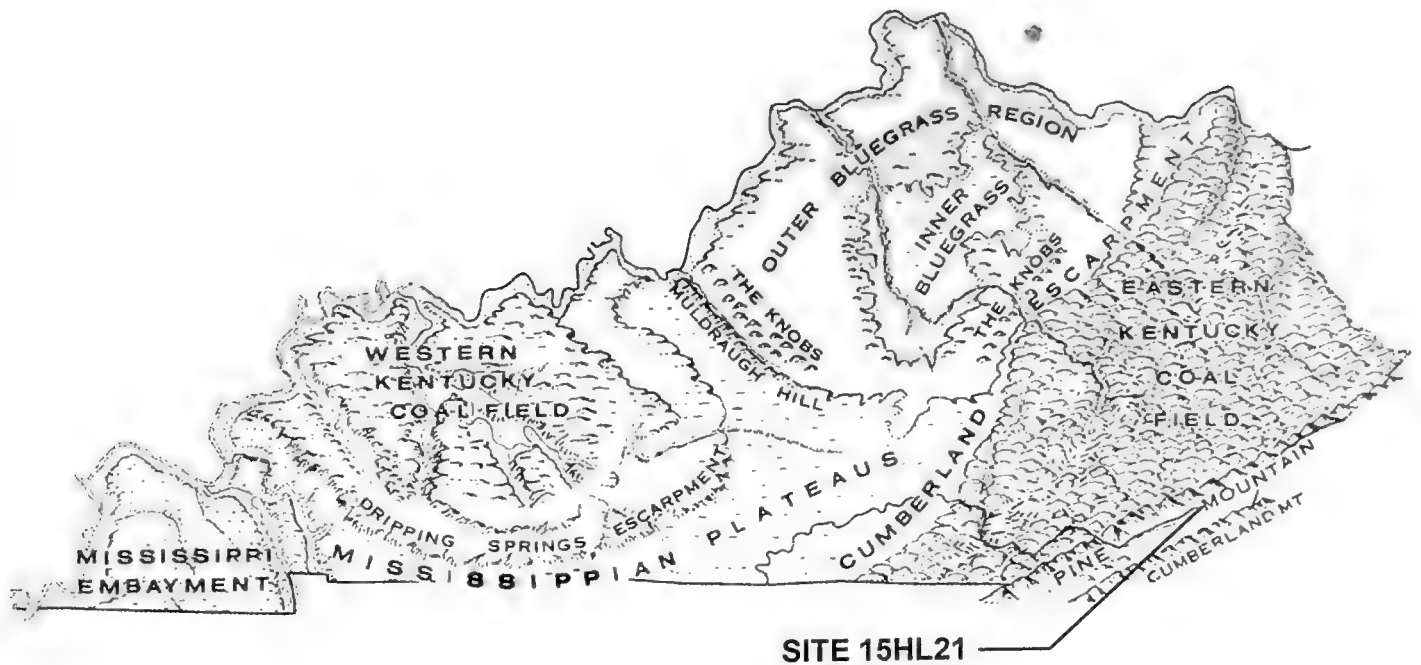 OUTER BLUEGRASS REGION
INNER
BLUEGRASS
THE KNOBS
THE KNOBS
MULDRAUGH HILL
ESCARPMENT
EASTERN
KENTUCKY
COAL
FIELD
WESTERN
KENTUCKY
COAL FIELD
DRIPPING SPRINGS ESCARPMENT
MISSISSIPPIAN PLATEAUS
CUMBERLAND
PINE MOUNTAIN
CUMBERLAND MT
MISSISSIRRI
EMBAYMENT
SITE 15HL21